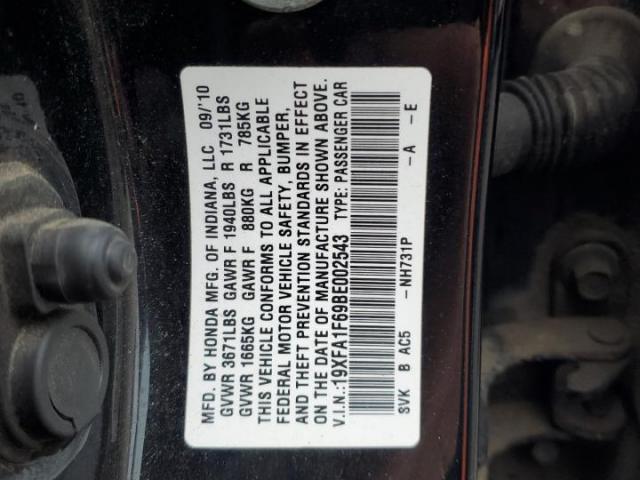 MFD. BY HONDA MFG. OF INDIANA, LLC 09/'10
GVWR 3671LBS GAWR F 1940LBS R 1731LBS
GVWR 1665KG GAWR F 880KG R 785KG
THIS VEHICLE CONFORMS TO ALL APPLICABLE
FEDERAL MOTOR VEHICLE SAFETY, BUMPER,
AND THEFT PREVENTION STANDARDS IN EFFECT
ON THE DATE OF MANUFACTURE SHOWN ABOVE.
V.I.N.:19XFA1F69BE002543 TYPE: PASSENGER CAR
SVK B AC5 -NH731P -A -E